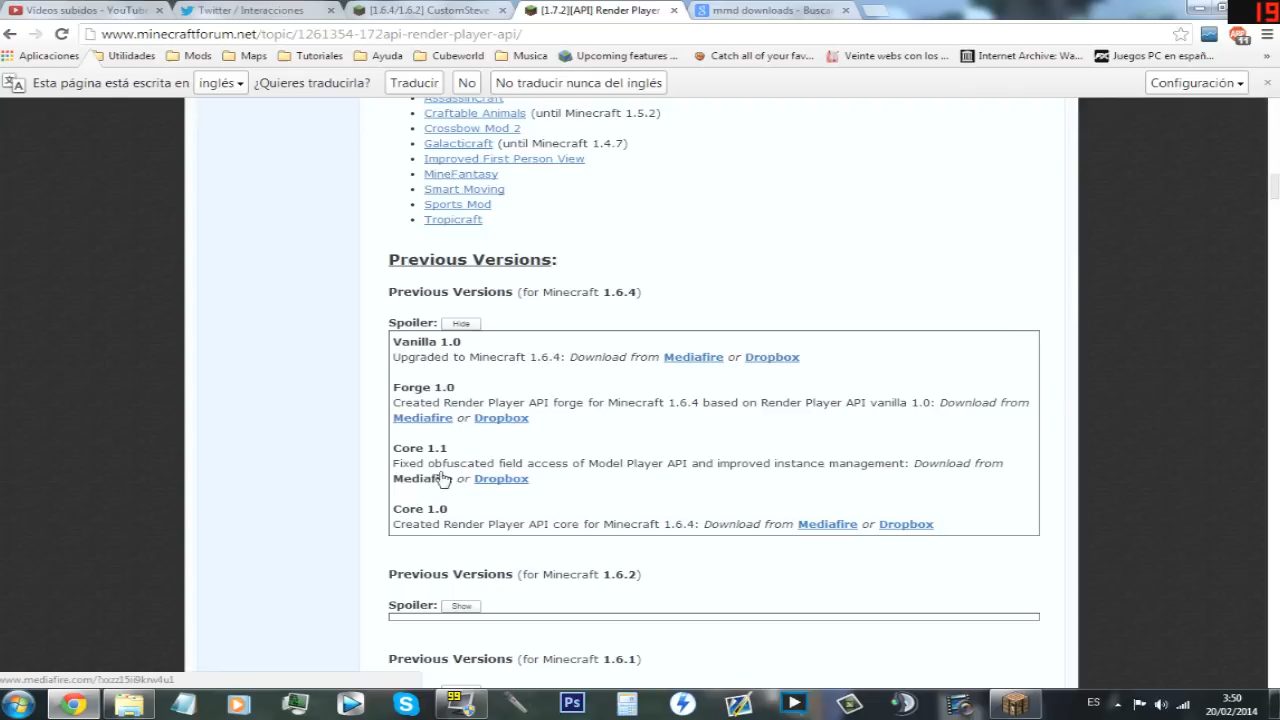 Videos subidos - YouTub
Twitter / Interacciones
[1.6.4/1.6.2] CustomSteve
[1.7.2][API] Render Player
mmd downloads - Busca
19
www.minecraftforum.net/topic/1261354-172api-render-player-api/
11
Aplicaciones
Utilidades
Mods
Maps
Tutoriales
Ayuda
Cubeworld
Musica
Upcoming features ...
Catch all of your fav...
Veinte webs con los ...
Internet Archive: Wa...
Juegos PC en españ...
»
Esta página está escrita en inglés ¿Quieres traducirla? Traducir No No traducir nunca del inglés Configuración
AssassinCraft
Craftable Animals (until Minecraft 1.5.2)
Crossbow Mod 2
Galacticraft (until Minecraft 1.4.7)
Improved First Person View
MineFantasy
Smart Moving
Sports Mod
Tropicraft
Previous Versions:
Previous Versions (for Minecraft 1.6.4)
Spoiler: Hide
Vanilla 1.0
Upgraded to Minecraft 1.6.4: Download from Mediafire or Dropbox
Forge 1.0
Created Render Player API forge for Minecraft 1.6.4 based on Render Player API vanilla 1.0: Download from
Mediafire or Dropbox
Core 1.1
Fixed obfuscated field access of Model Player API and improved instance management: Download from
Mediafire or Dropbox
Core 1.0
Created Render Player API core for Minecraft 1.6.4: Download from Mediafire or Dropbox
Previous Versions (for Minecraft 1.6.2)
Spoiler: Show
Previous Versions (for Minecraft 1.6.1)
99
Ps
ES
3:50
20/02/2014